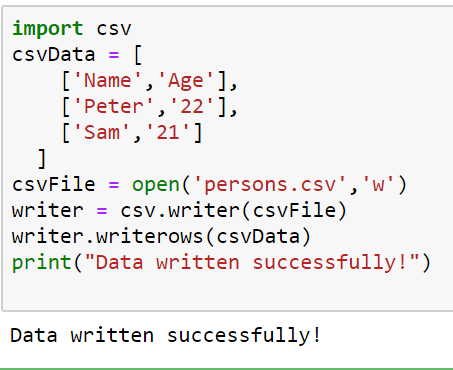 import csv
csvData = [
    ['Name','Age'],
    ['Peter','22'],
    ['Sam','21']
  ]
csvFile = open('persons.csv','w')
writer = csv.writer(csvFile)
writer.writerows(csvData)
print("Data written successfully!")
Data written successfully!